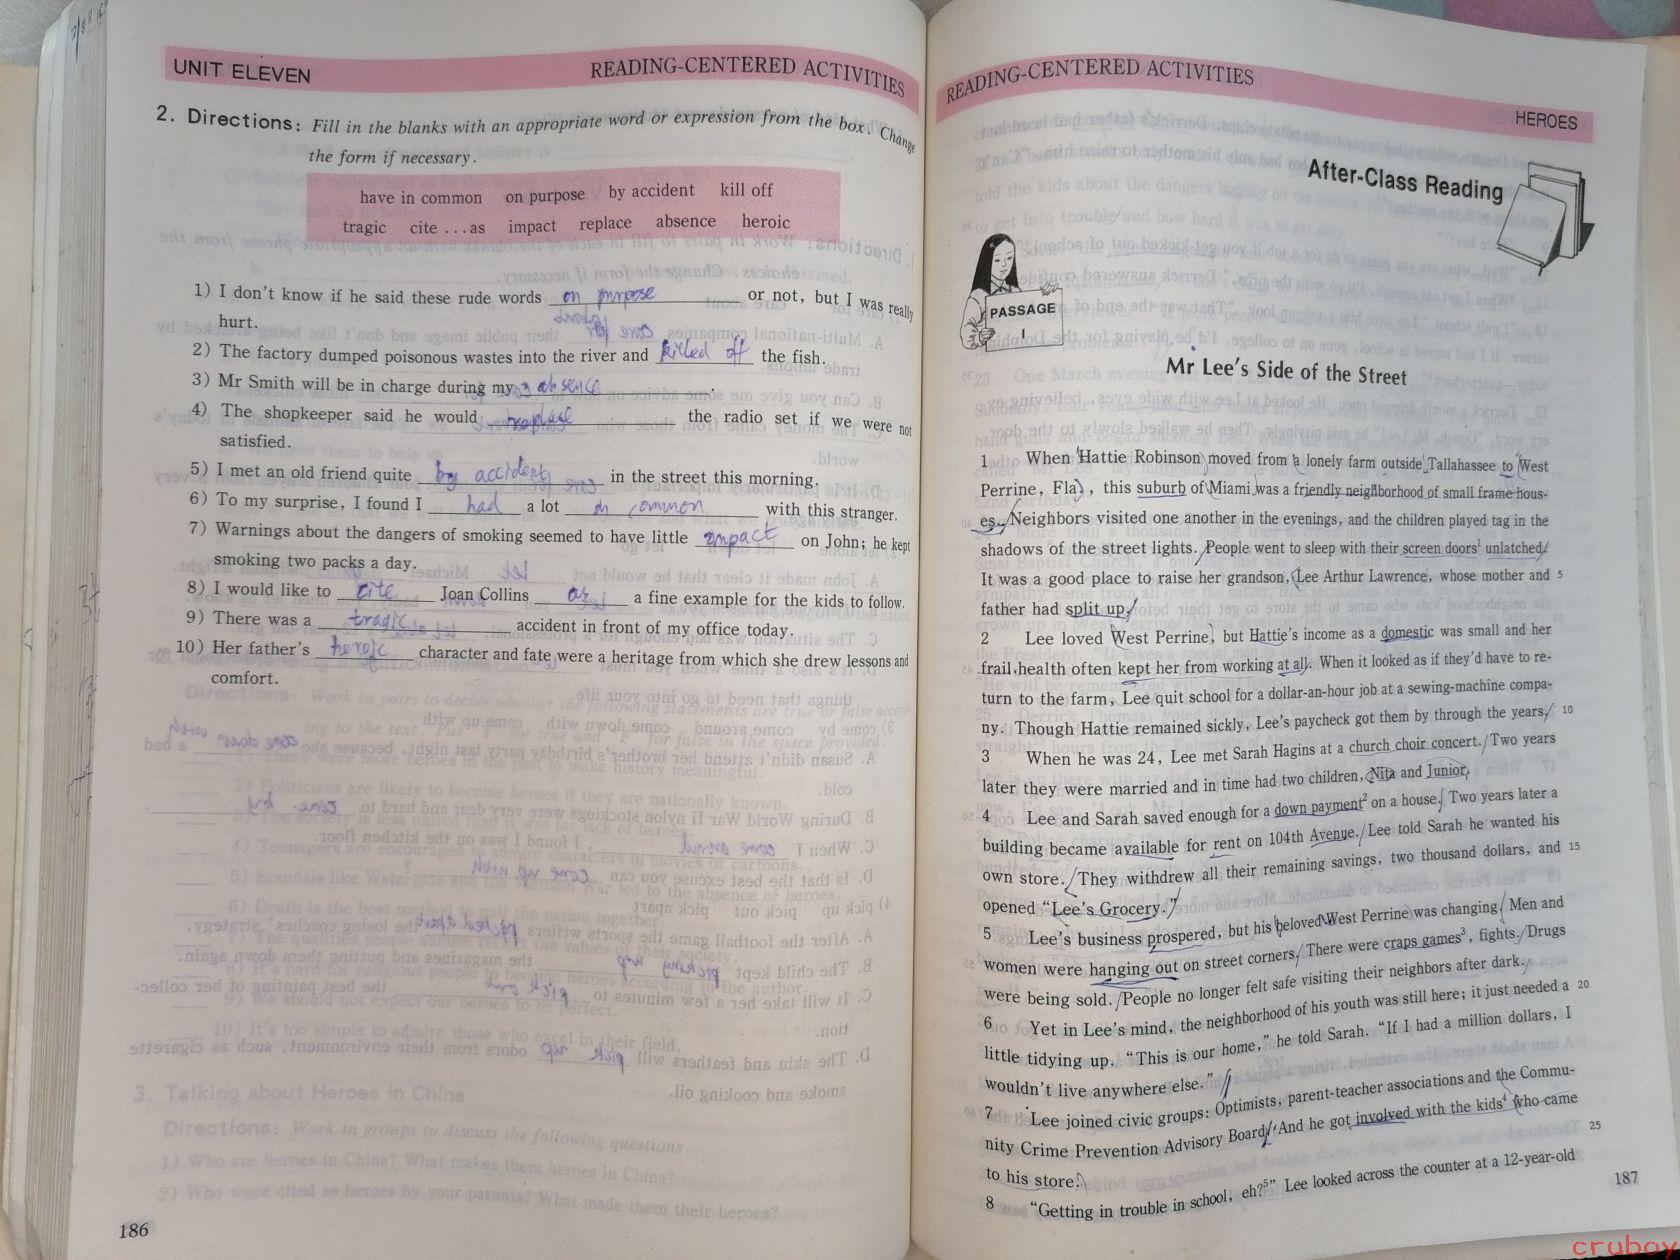 UNIT ELEVEN
READING-CENTERED ACTIVITIES
2. Directions: Fill in the blanks with an appropriate word or expression from the box. Change
the form if necessary.
have in common on purpose by accident kill off
tragic cite ...as impact replace absence heroic
1) I don't know if he said these rude words on purpose or not, but I was really
hurt.
2) The factory dumped poisonous wastes into the river and killed off the fish.
3) Mr Smith will be in charge during my absence
4) The shopkeeper said he would replace the radio set if we were not
satisfied.
5) I met an old friend quite by accident in the street this morning.
6) To my surprise, I found I had a lot in common with this stranger.
7) Warnings about the dangers of smoking seemed to have little impact on John; he kept
smoking two packs a day.
8) I would like to cite Joan Collins as a fine example for the kids to follow.
9) There was a tragic accident in front of my office today.
10) Her father's heroic character and fate were a heritage from which she drew lessons and
comfort.
186
READING-CENTERED ACTIVITIES
HEROES
After-Class Reading
PASSAGE
I
Mr Lee's Side of the Street
1 When Hattie Robinson moved from a lonely farm outside Tallahassee to West
Perrine, Fla, this suburb of Miami was a friendly neighborhood of small frame hous-
es. Neighbors visited one another in the evenings, and the children played tag in the
shadows of the street lights. People went to sleep with their screen doors¹ unlatched.
It was a good place to raise her grandson, Lee Arthur Lawrence, whose mother and 5
father had split up.
2 Lee loved West Perrine, but Hattie's income as a domestic was small and her
frail health often kept her from working at all. When it looked as if they'd have to re-
turn to the farm, Lee quit school for a dollar-an-hour job at a sewing-machine compa-
ny. Though Hattie remained sickly, Lee's paycheck got them by through the years. 10
3 When he was 24, Lee met Sarah Hagins at a church choir concert. Two years
later they were married and in time had two children, Nita and Junior.
4 Lee and Sarah saved enough for a down payment² on a house. Two years later a
building became available for rent on 104th Avenue. Lee told Sarah he wanted his
own store. They withdrew all their remaining savings, two thousand dollars, and 15
opened "Lee's Grocery."
5 Lee's business prospered, but his beloved West Perrine was changing. Men and
women were hanging out on street corners. There were craps games³, fights. Drugs
were being sold. People no longer felt safe visiting their neighbors after dark.
6 Yet in Lee's mind, the neighborhood of his youth was still here; it just needed a 20
little tidying up. "This is our home," he told Sarah. "If I had a million dollars, I
wouldn't live anywhere else."
7 Lee joined civic groups: Optimists, parent-teacher associations and the Commu-
nity Crime Prevention Advisory Board. And he got involved with the kids⁴ who came
to his store. 25
8 "Getting in trouble in school, eh?⁵" Lee looked across the counter at a 12-year-old
187
cruboy